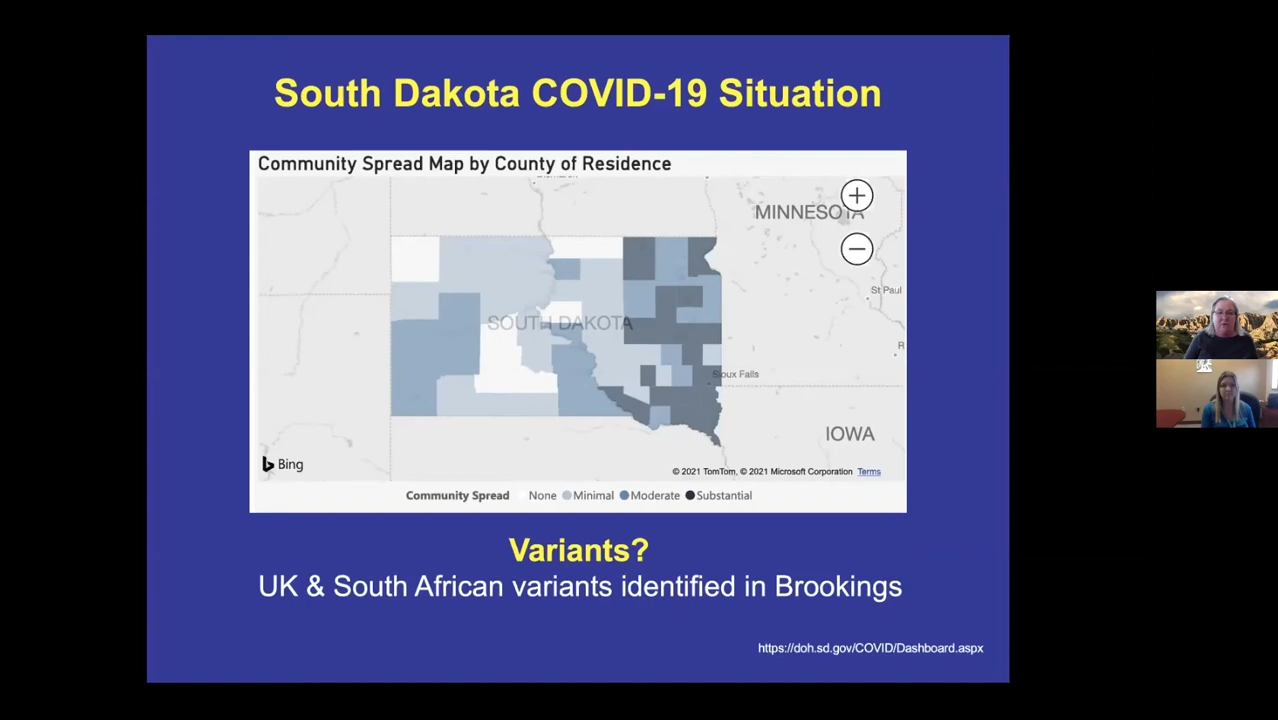 South Dakota COVID-19 Situation
Community Spread Map by County of Residence
MINNESOTA
St Paul
SOUTH DAKOTA
R
Sioux Falls
IOWA
Bing
© 2021 TomTom, © 2021 Microsoft Corporation Terms
Community Spread None Minimal Moderate Substantial
Variants?
UK & South African variants identified in Brookings
https://doh.sd.gov/COVID/Dashboard.aspx